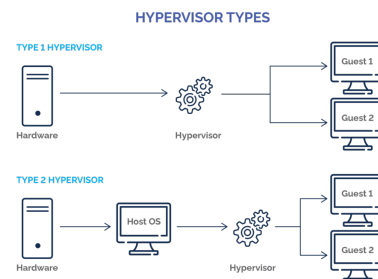 HYPERVISOR TYPES
TYPE 1 HYPERVISOR
Guest 1
Guest 2
Hardware
Hypervisor
TYPE 2 HYPERVISOR
Guest 1
Host OS
Guest 2
Hardware
Hypervisor